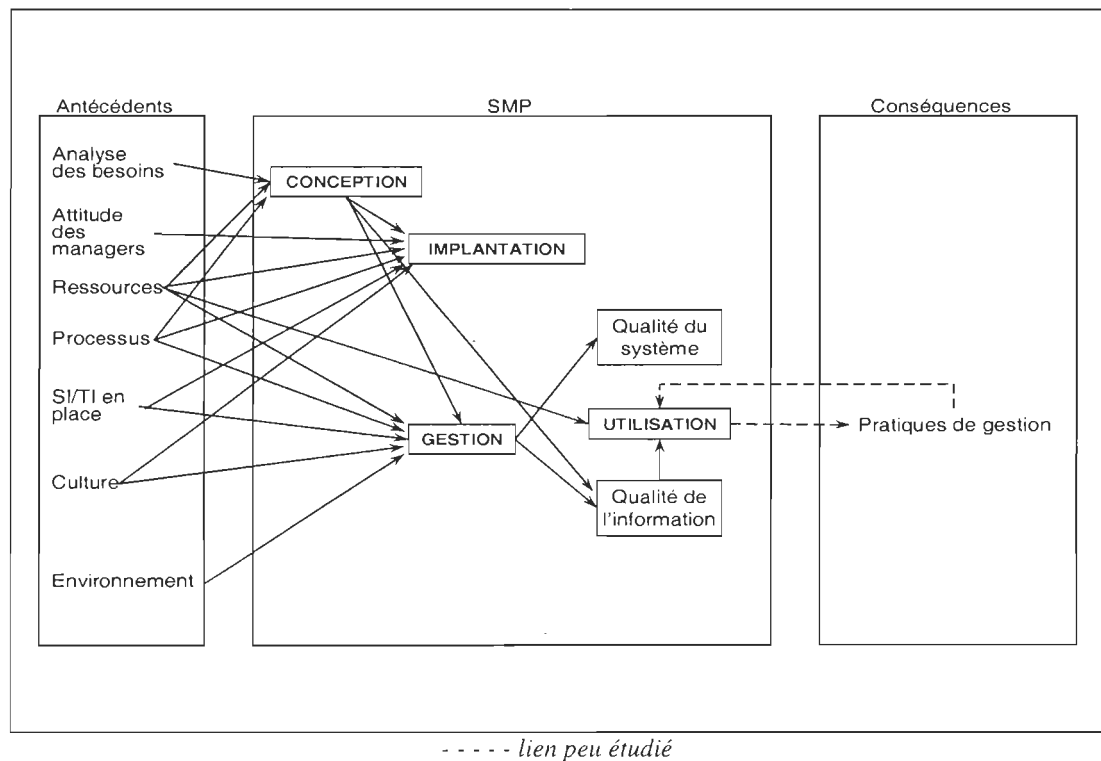 Antécédents
SMP
Conséquences
Analyse
des besoins
Attitude
des
managers
Ressources
Processus
SI/TI en
place
Culture
Environnement
CONCEPTION
IMPLANTATION
GESTION
Qualité du
système
UTILISATION
Qualité de
l'information
Pratiques de gestion
- - - - - lien peu étudié